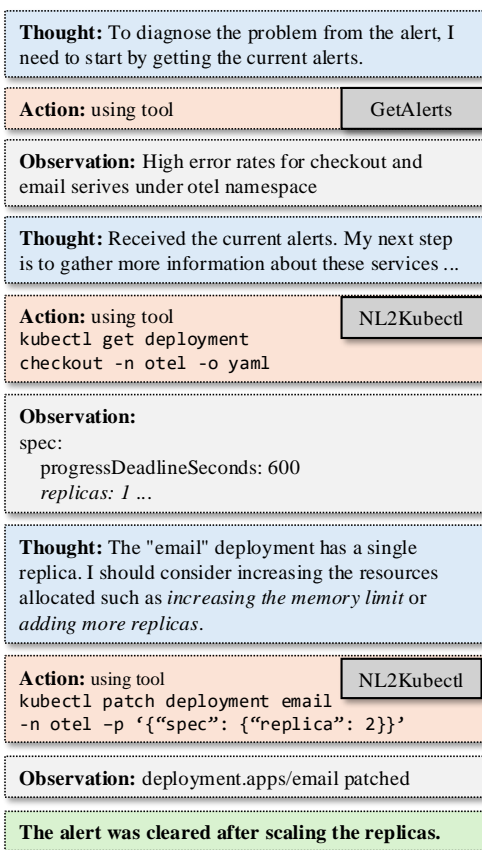 Thought: To diagnose the problem from the alert, I
need to start by getting the current alerts.
Action: using tool
GetAlerts
Observation: High error rates for checkout and
email serives under otel namespace
Thought: Received the current alerts. My next step
is to gather more information about these services ...
Action: using tool
NL2Kubectl
kubectl get deployment
checkout -n otel -o yaml
Observation:
spec:
progressDeadlineSeconds: 600
replicas: 1 ...
Thought: The "email" deployment has a single
replica. I should consider increasing the resources
allocated such as increasing the memory limit or
adding more replicas.
Action: using tool
NL2Kubectl
kubectl patch deployment email
-n otel –p ‘{“spec”: {“replica”: 2}}’
Observation: deployment.apps/email patched
The alert was cleared after scaling the replicas.